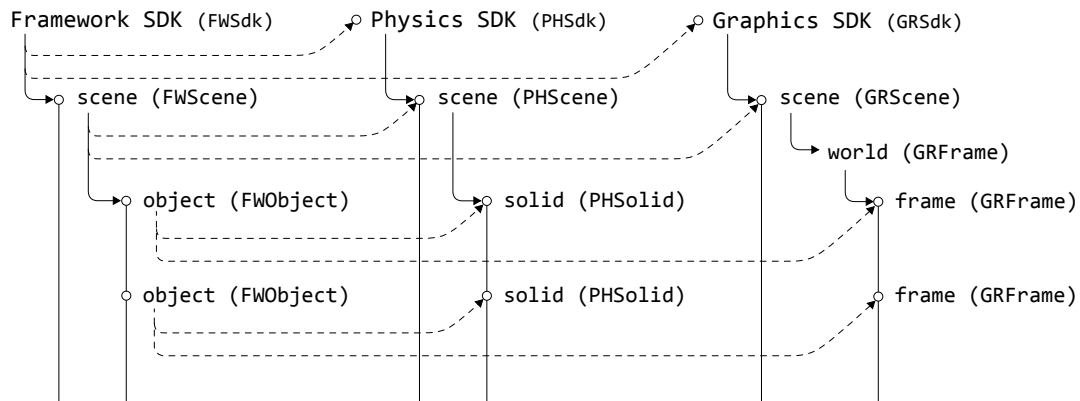 Framework SDK (FWSdk) Physics SDK (PHSdk) Graphics SDK (GRSdk)
scene (FWScene) scene (PHScene) scene (GRScene)
world (GRFrame)
object (FWObject) solid (PHSolid) frame (GRFrame)
object (FWObject) solid (PHSolid) frame (GRFrame)